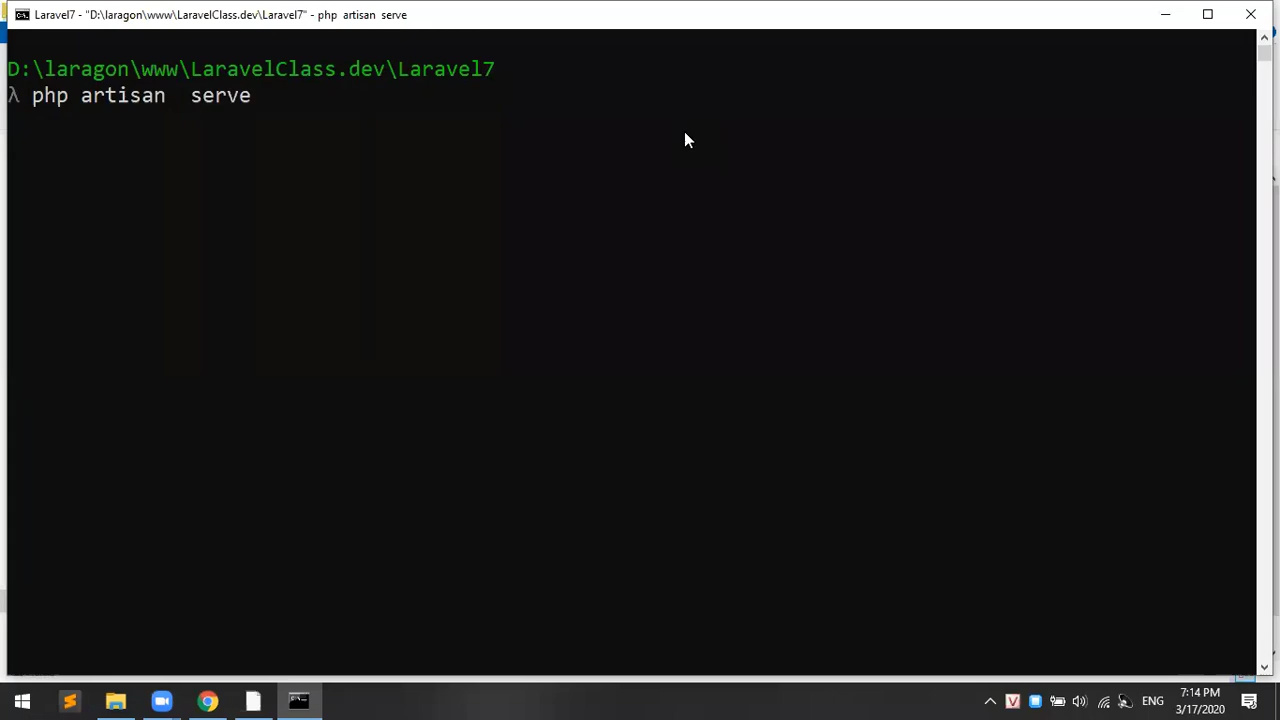 Laravel7 - "D:\laragon\www\LaravelClass.dev\Laravel7" - php  artisan  serve
D:\laragon\www\LaravelClass.dev\Laravel7
λ php artisan  serve
ENG
7:14 PM
3/17/2020